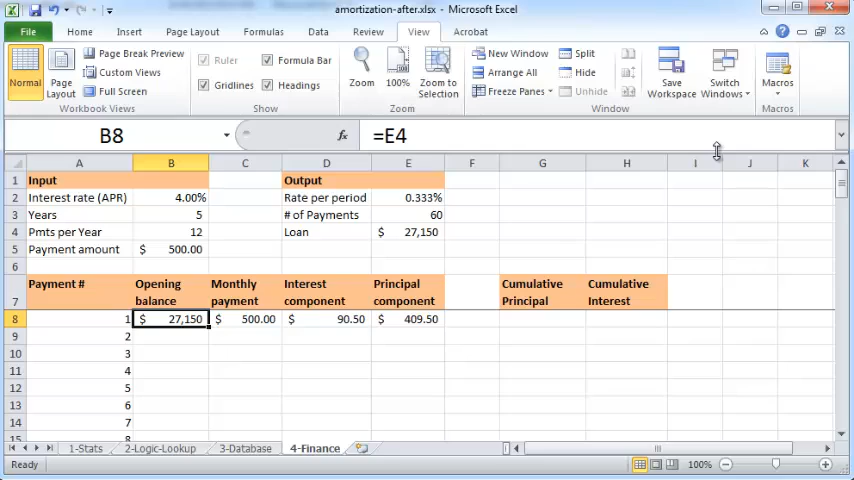 amortization-after.xlsx - Microsoft Excel
File Home Insert Page Layout Formulas Data Review View Acrobat
Normal
Page Layout
Page Break Preview
Custom Views
Full Screen
Workbook Views
Ruler
Formula Bar
Gridlines
Headings
Show
Zoom
100%
Zoom to Selection
Zoom
New Window
Arrange All
Freeze Panes
Split
Hide
Unhide
Window
Save Workspace
Switch Windows
Macros
Macros
B8 fx =E4
A B C D E F G H I J K
1 Input Output
2 Interest rate (APR) 4.00% Rate per period 0.333%
3 Years 5 # of Payments 60
4 Pmts per Year 12 Loan $ 27,150
5 Payment amount $ 500.00
6
7 Payment # Opening balance Monthly payment Interest component Principal component Cumulative Principal Cumulative Interest
8 1 $ 27,150 $ 500.00 $ 90.50 $ 409.50
9 2
10 3
11 4
12 5
13 6
14 7
15 8
1-Stats 2-Logic-Lookup 3-Database 4-Finance
Ready 100%